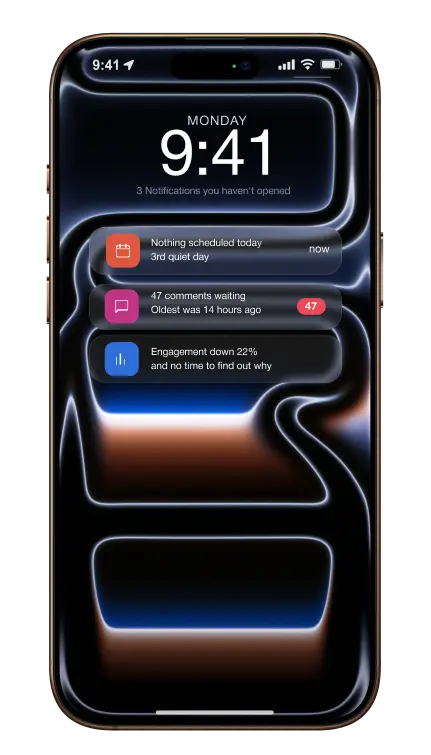 9:41
MONDAY
9:41
3 Notifications you haven't opened
Nothing scheduled today
3rd quiet day
now
47 comments waiting
Oldest was 14 hours ago
47
Engagement down 22%
and no time to find out why